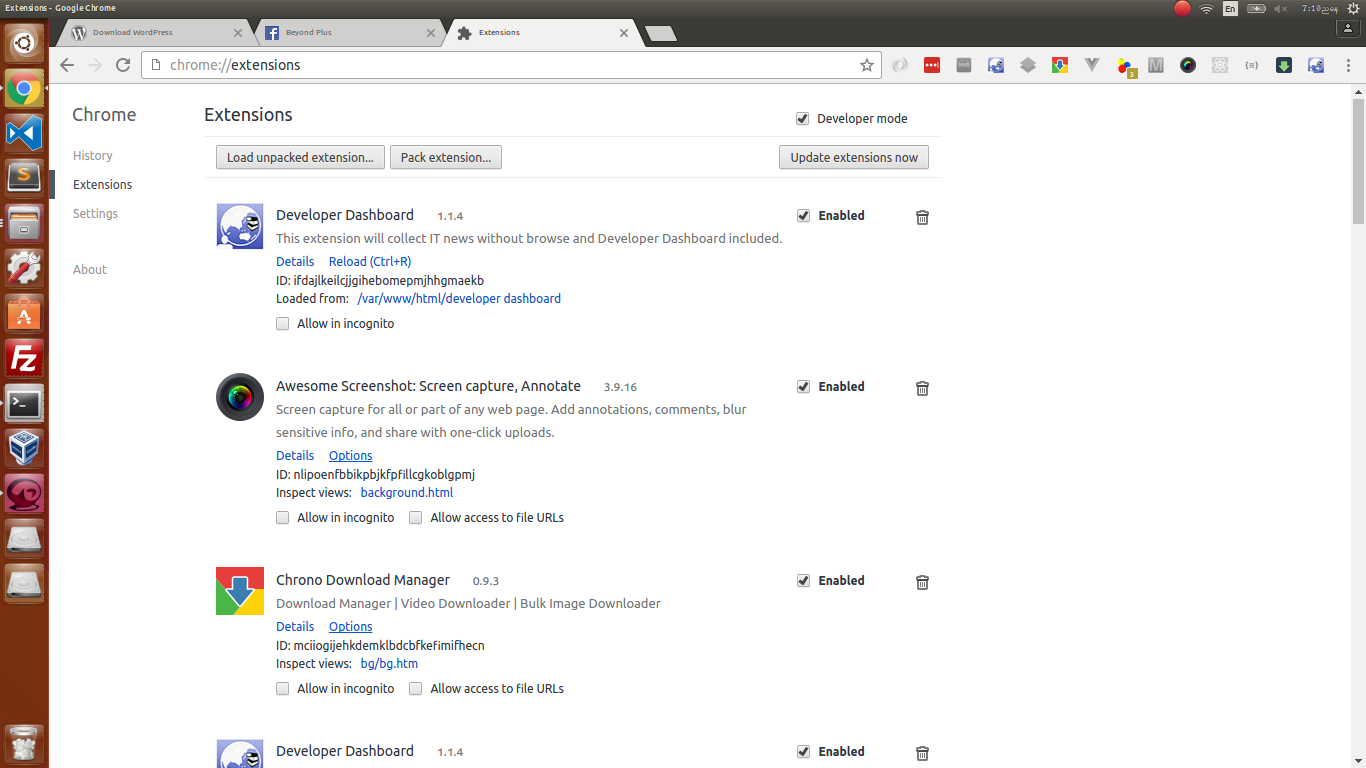 Extensions - Google Chrome
En
Download WordPress
Beyond Plus
Extensions
chrome://extensions
3
Chrome
Extensions
Developer mode
History
Load unpacked extension...
Pack extension...
Update extensions now
Extensions
Settings
About
Developer Dashboard 1.1.4
Enabled
This extension will collect IT news without browse and Developer Dashboard included.
Details Reload (Ctrl+R)
ID: ifdajlkeilcjjgihebomepmjhhgmaekb
Loaded from: /var/www/html/developer dashboard
Allow in incognito
Awesome Screenshot: Screen capture, Annotate 3.9.16
Enabled
Screen capture for all or part of any web page. Add annotations, comments, blur
sensitive info, and share with one-click uploads.
Details Options
ID: nlipoenfbbikpbjkfpfillcgkoblgpmj
Inspect views: background.html
Allow in incognito Allow access to file URLs
Chrono Download Manager 0.9.3
Enabled
Download Manager | Video Downloader | Bulk Image Downloader
Details Options
ID: mciiogijehkdemklbdcbfkefimifhecn
Inspect views: bg/bg.htm
Allow in incognito Allow access to file URLs
Developer Dashboard 1.1.4
Enabled